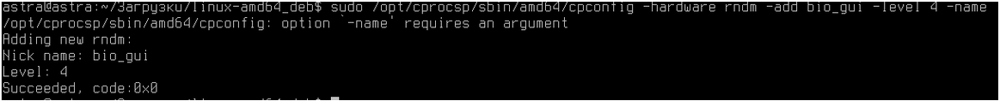 astra@astra:~/Загрузки/linux-amd64_deb$ sudo /opt/cprocsp/sbin/amd64/cpconfig -hardware rndm -add bio_gui -level 4 -name
/opt/cprocsp/sbin/amd64/cpconfig: option `-name' requires an argument
Adding new rndm:
Nick name: bio_gui
Level: 4
Succeeded, code:0x0